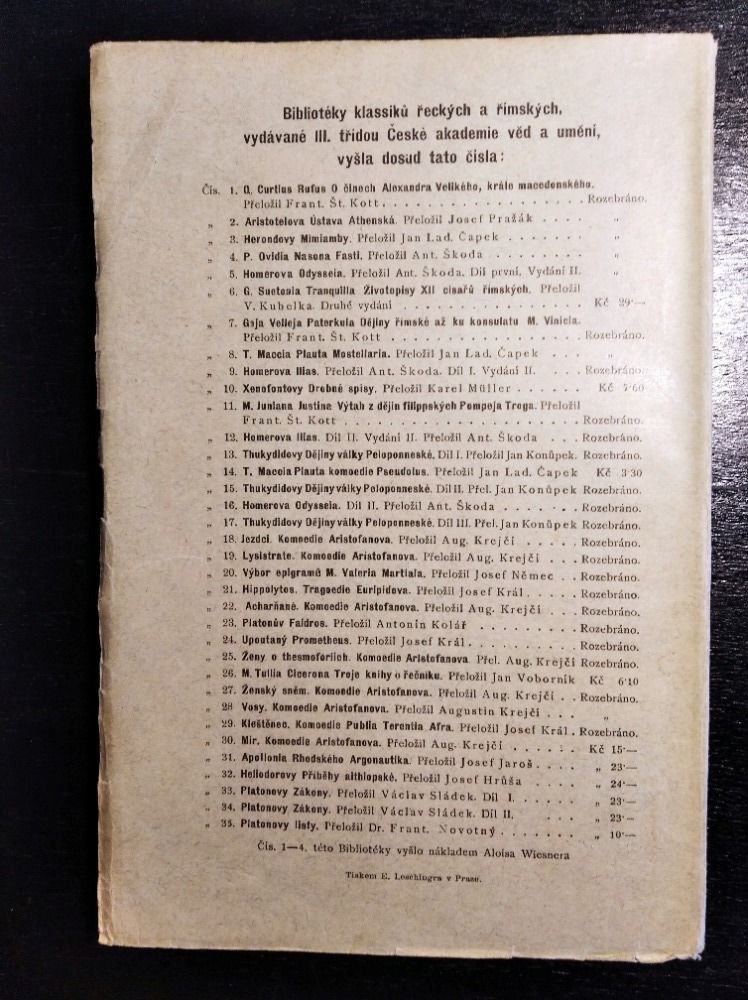 Bibliotéky klassiků řeckých a římských,
vydávané III. třídou České akademie věd a umění,
vyšla dosud tato čísla:
Čís. 1. Q. Curtius Rufus O činech Alexandra Velikého, krále macedonského.
Přeložil Frant. Št. Kott . . . . . . . . . . . . . . . . . . Rozebráno.
„ 2. Aristotelova Ústava Athenská. Přeložil Josef Pražák . . . . „
„ 3. Herondovy Mimiamby. Přeložil Jan Lad. Čapek . . . . . . . „
„ 4. P. Ovidia Nasona Fasti. Přeložil Ant. Škoda . . . . . . . „
„ 5. Homerova Odysseia. Přeložil Ant. Škoda. Díl první. Vydání II. „
„ 6. G. Suetonia Tranquilla Životopisy XII císařů římských. Přeložil
V. Kubelka. Druhé vydání . . . . . . . . . . . . . . . . Kč 29·—
„ 7. Gaja Velleja Paterkula Dějiny římské až ku konsulatu M. Vinicia.
Přeložil Frant. Št. Kott . . . . . . . . . . . . . . . . . Rozebráno.
„ 8. T. Maccia Plauta Mostellaria. Přeložil Jan Lad. Čapek . . . „
„ 9. Homerova Ilias. Přeložil Ant. Škoda. Díl I. Vydání II. . . . Rozebráno.
„ 10. Xenofontovy Drobné spisy. Přeložil Karel Müller . . . . . . Kč 7·60
„ 11. M. Juniana Justina Výtah z dějin filippských Pompeja Troga. Přeložil
Frant. Št. Kott . . . . . . . . . . . . . . . . . . Rozebráno.
„ 12. Homerova Ilias. Díl II. Vydání II. Přeložil Ant. Škoda . . . Rozebráno.
„ 13. Thukydidovy Dějiny války Peloponneské. Díl I. Přeložil Jan Konůpek. Rozebráno.
„ 14. T. Maccia Plauta komoedie Pseudolus. Přeložil Jan Lad. Čapek Kč 3·30
„ 15. Thukydidovy Dějiny války Peloponneské. Díl II. Přel. Jan Konůpek Rozebráno.
„ 16. Homerova Odysseia. Díl II. Přeložil Ant. Škoda . . . . . . Rozebráno.
„ 17. Thukydidovy Dějiny války Peloponneské. Díl III. Přel. Jan Konůpek Rozebráno.
„ 18. Jezdci. Komoedie Aristofanova. Přeložil Aug. Krejčí . . . . Rozebráno.
„ 19. Lysistrate. Komoedie Aristofanova. Přeložil Aug. Krejčí . . . Rozebráno.
„ 20. Výbor epigramů M. Valeria Martiala. Přeložil Josef Němec . . Rozebráno.
„ 21. Hippolytos. Tragoedie Euripidova. Přeložil Josef Král . . . . Rozebráno.
„ 22. Acharňané. Komoedie Aristofanova. Přeložil Aug. Krejčí . . . Rozebráno.
„ 23. Platonův Faidros. Přeložil Antonín Kolář . . . . . . . . . Rozebráno.
„ 24. Upoutaný Prometheus. Přeložil Josef Král . . . . . . . . . Rozebráno.
„ 25. Ženy o thesmoforiích. Komoedie Aristofanova Přel. Aug. Krejčí Rozebráno.
„ 26. M. Tullia Cicerona Troje knihy o řečníku. Přeložil Jan Voborník Kč 6·10
„ 27. Ženský sněm. Komoedie Aristofanova. Přeložil Aug. Krejčí . . Rozebráno.
„ 28 Vosy. Komoedie Aristofanova. Přeložil Augustin Krejčí . . . „
„ 29. Kleštěnec. Komoedie Publia Terentia Afra. Přeložil Josef Král . Rozebráno.
„ 30. Mír. Komoedie Aristofanova. Přeložil Aug. Krejčí . . . . . . Kč 15·—
„ 31. Apollonia Rhodského Argonautika. Přeložil Josef Jaroš . . . . „ 23·—
„ 32. Heliodorovy Příběhy aithiopské. Přeložil Josef Hrůša . . . . „ 24·—
„ 33. Platonovy Zákony. Přeložil Václav Sládek. Díl I. . . . . . „ 23·—
„ 34. Platonovy Zákony. Přeložil Václav Sládek. Díl II. . . . „ 23·—
„ 35. Platonovy listy. Přeložil Dr. Frant. Novotný . . . . . . . „ 10·—
Čís. 1—4. této Bibliotéky vyšlo nákladem Aloisa Wiesnera
Tiskem E. Leschingra v Praze.